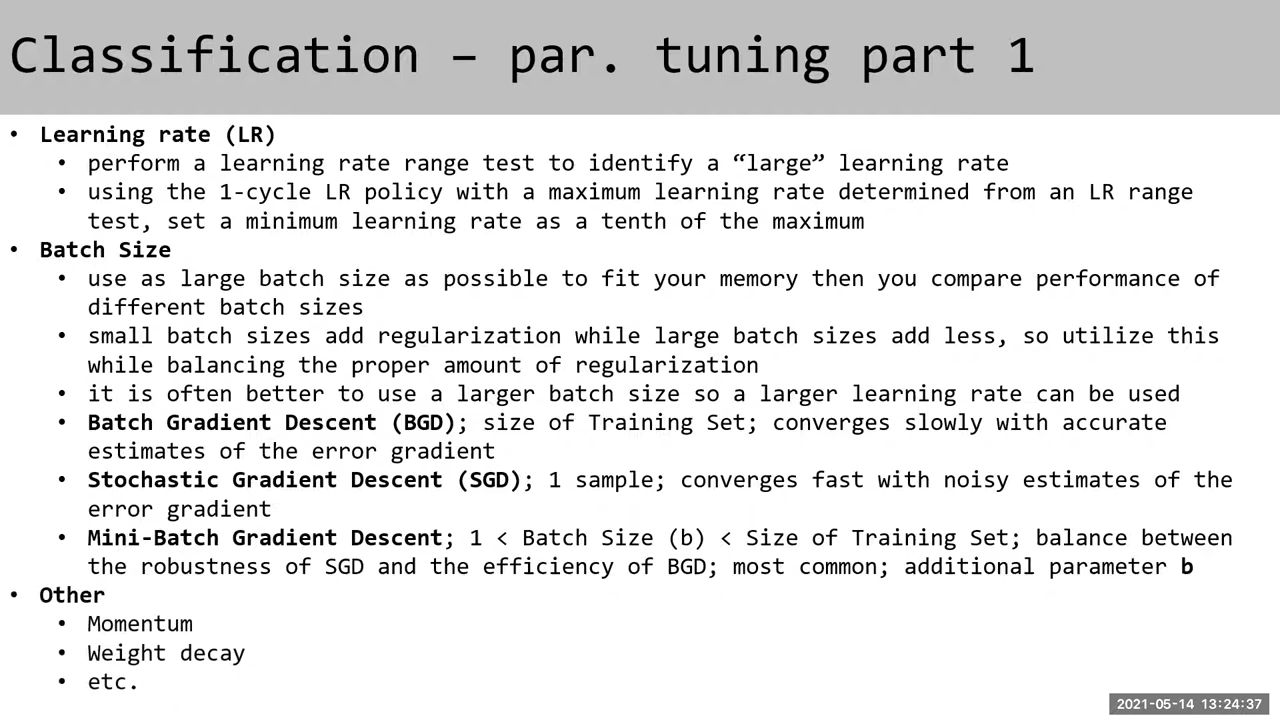 Classification – par. tuning part 1
• Learning rate (LR)
• perform a learning rate range test to identify a “large” learning rate
• using the 1-cycle LR policy with a maximum learning rate determined from an LR range
test, set a minimum learning rate as a tenth of the maximum
• Batch Size
• use as large batch size as possible to fit your memory then you compare performance of
different batch sizes
• small batch sizes add regularization while large batch sizes add less, so utilize this
while balancing the proper amount of regularization
• it is often better to use a larger batch size so a larger learning rate can be used
• Batch Gradient Descent (BGD); size of Training Set; converges slowly with accurate
estimates of the error gradient
• Stochastic Gradient Descent (SGD); 1 sample; converges fast with noisy estimates of the
error gradient
• Mini-Batch Gradient Descent; 1 < Batch Size (b) < Size of Training Set; balance between
the robustness of SGD and the efficiency of BGD; most common; additional parameter b
• Other
• Momentum
• Weight decay
• etc.
2021-05-14 13:24:37